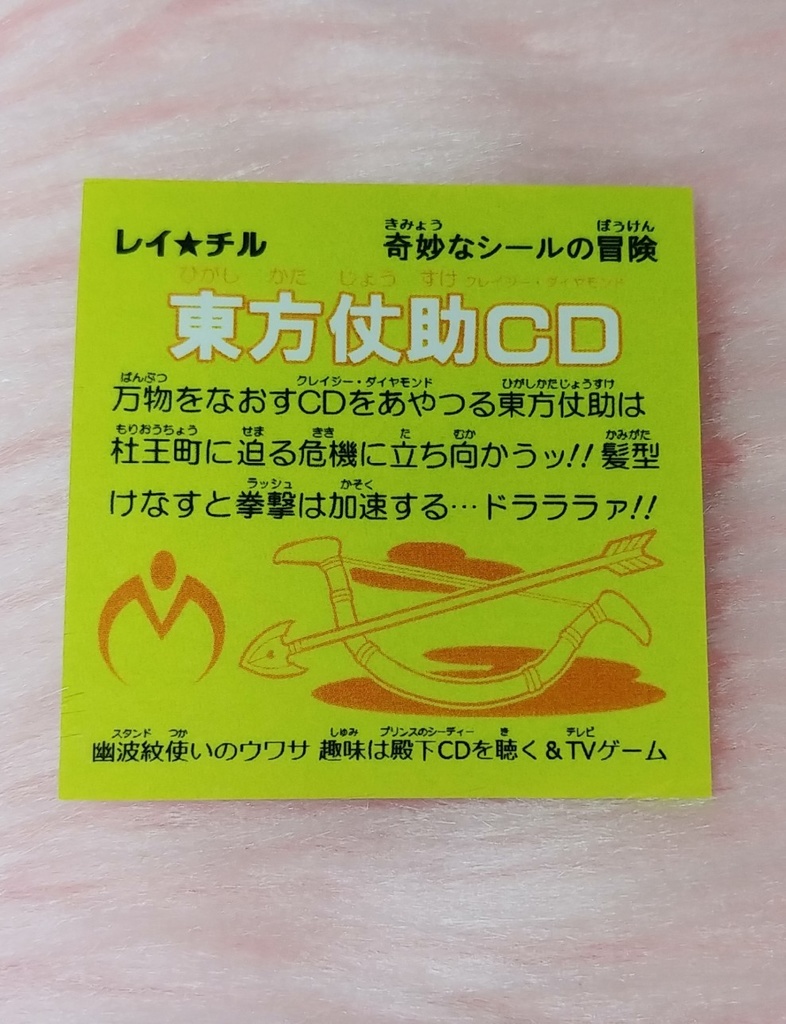 レイ★チル 奇妙なシールの冒険
東方仗助CD
万物をなおすCDをあやつる東方仗助は
杜王町に迫る危機に立ち向かうッ!! 髪型
けなすと拳撃は加速する…ドラララァ!!
幽波紋使いのウワサ 趣味は殿下CDを聴く&TVゲーム